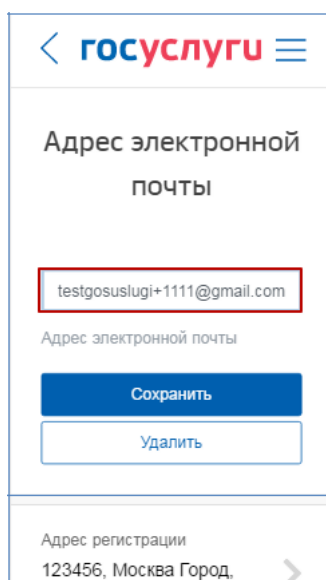 госуслуги
Адрес электронной
почты
testgosuslugi+1111@gmail.com
Адрес электронной почты
Сохранить
Удалить
Адрес регистрации
123456, Москва Город,